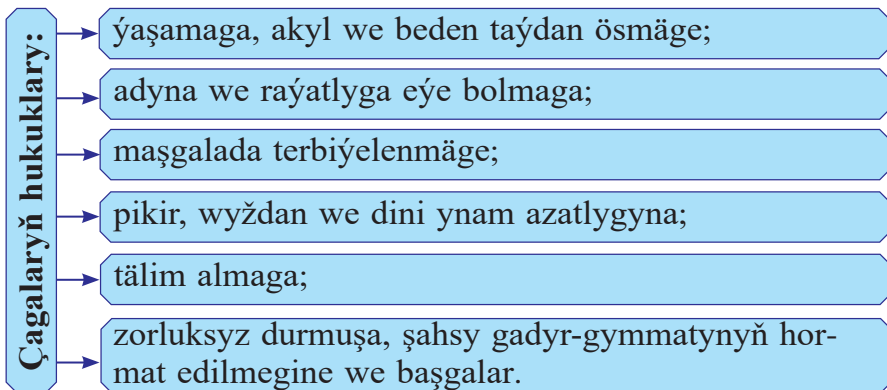 Çagalaryň hukuklary:
ýaşamaga, akyl we beden taýdan ösmäge;
adyna we raýatlyga eýe bolmaga;
maşgalada terbiýelenmäge;
pikir, wyždan we dini ynam azatlygyna;
tälim almaga;
zorluksyz durmuşa, şahsy gadyr-gymmatynyň hor-
mat edilmegine we başgalar.